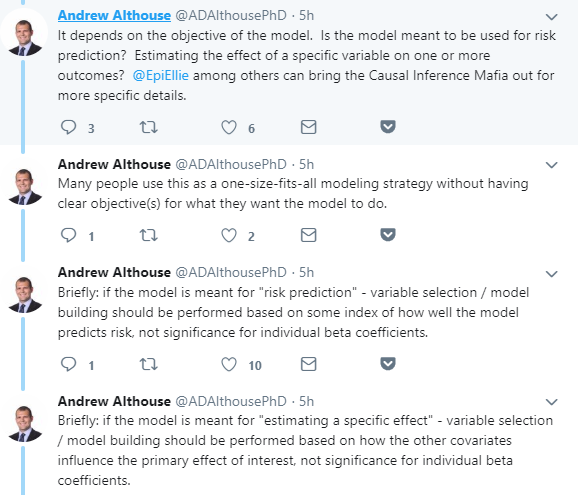 Andrew Althouse @ADAlthousePhD · 5h
It depends on the objective of the model. Is the model meant to be used for risk
prediction? Estimating the effect of a specific variable on one or more
outcomes? @EpiEllie among others can bring the Causal Inference Mafia out for
more specific details.
3 6
Andrew Althouse @ADAlthousePhD · 5h
Many people use this as a one-size-fits-all modeling strategy without having
clear objective(s) for what they want the model to do.
1 2
Andrew Althouse @ADAlthousePhD · 5h
Briefly: if the model is meant for "risk prediction" - variable selection / model
building should be performed based on some index of how well the model
predicts risk, not significance for individual beta coefficients.
1 10
Andrew Althouse @ADAlthousePhD · 5h
Briefly: if the model is meant for "estimating a specific effect" - variable selection
/ model building should be performed based on how the other covariates
influence the primary effect of interest, not significance for individual beta
coefficients.